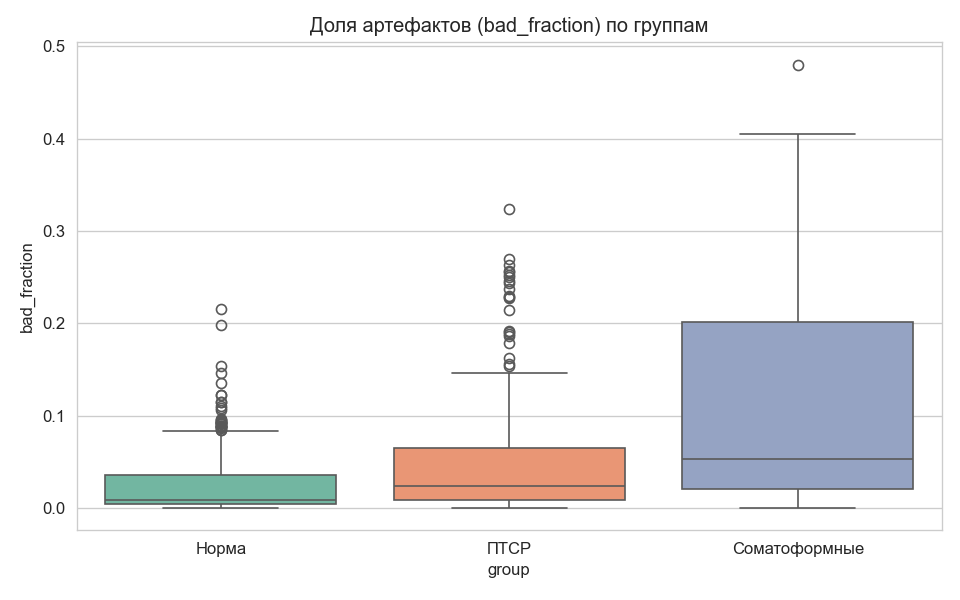 Доля артефактов (bad_fraction) по группам
0.5
0.4
0.3
0.2
0.1
0.0
bad_fraction
Норма
ПТСР
Соматоформные
group